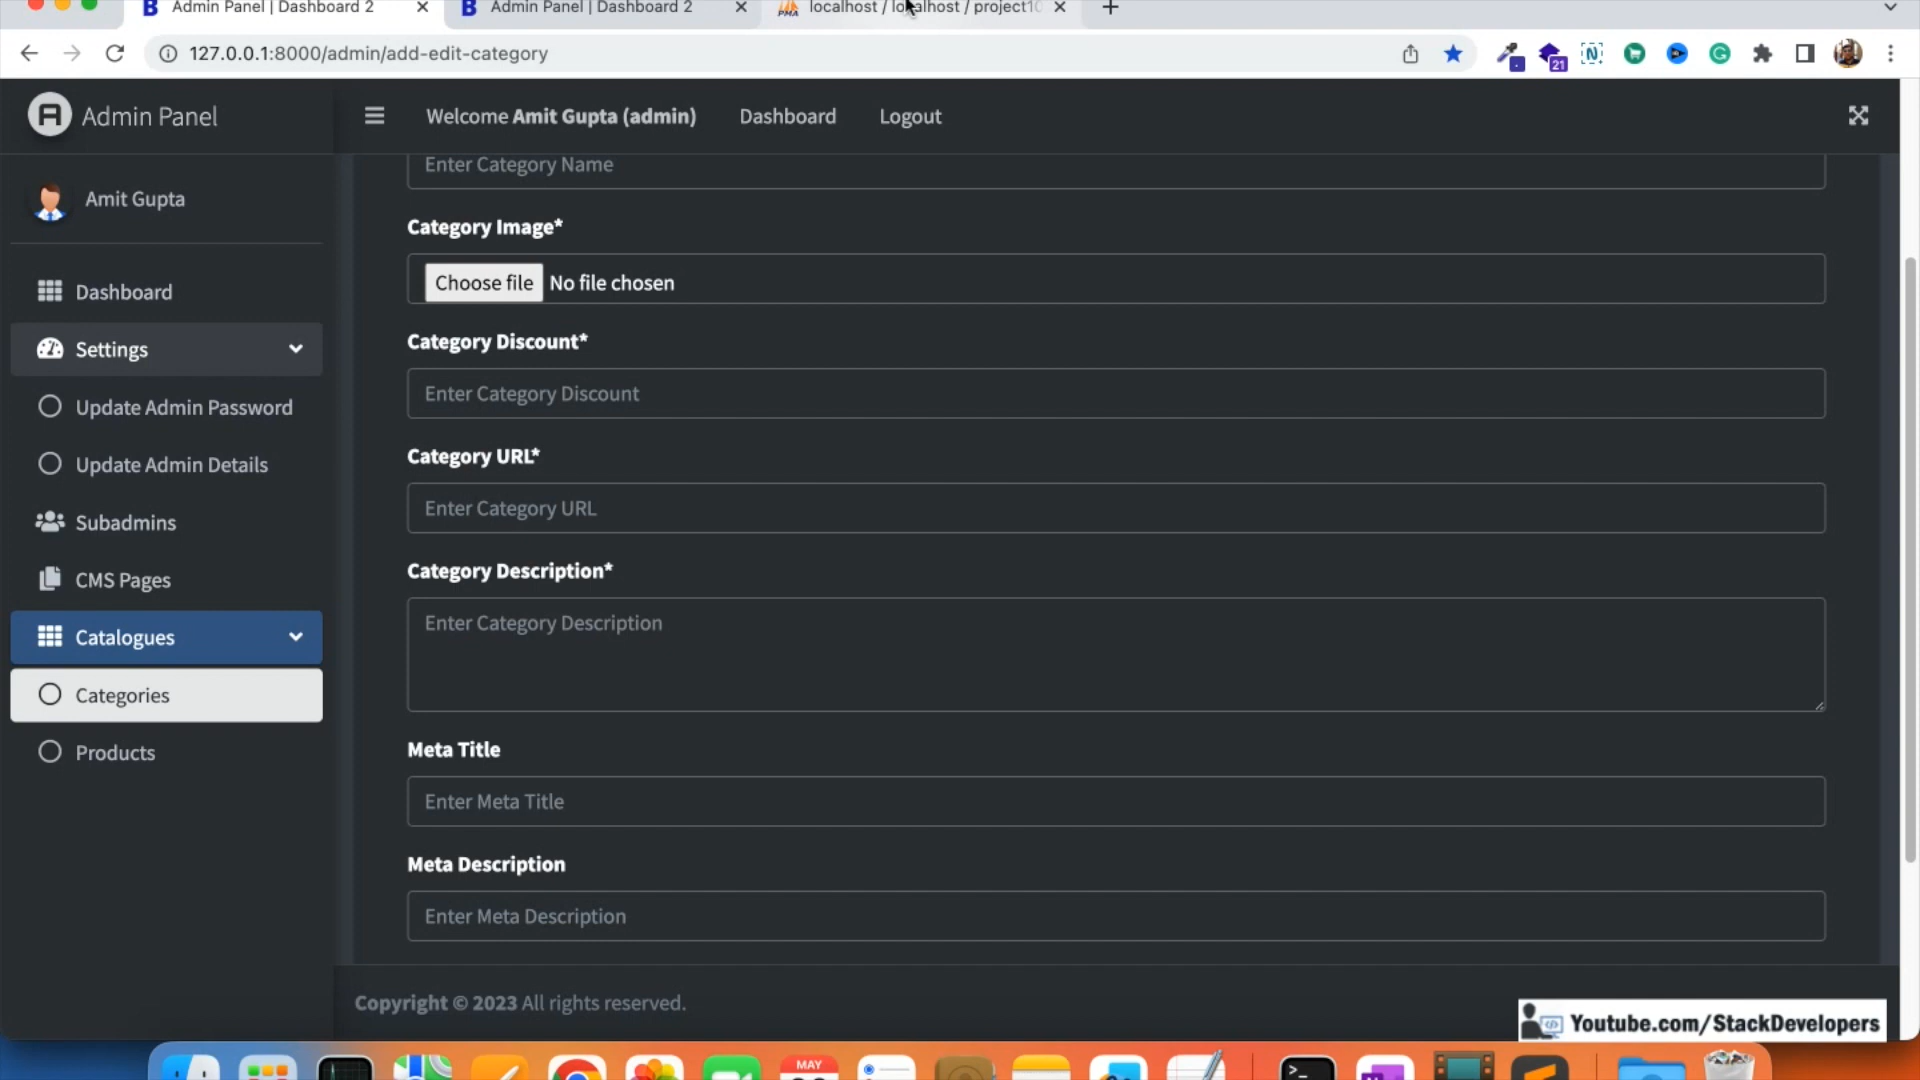 Admin Panel | Dashboard 2
Admin Panel | Dashboard 2
localhost / localhost / project10
127.0.0.1:8000/admin/add-edit-category
21
Admin Panel
Welcome Amit Gupta (admin)
Dashboard
Logout
Amit Gupta
Dashboard
Settings
Update Admin Password
Update Admin Details
Subadmins
CMS Pages
Catalogues
Categories
Products
Enter Category Name
Category Image*
Choose file No file chosen
Category Discount*
Enter Category Discount
Category URL*
Enter Category URL
Category Description*
Enter Category Description
Meta Title
Enter Meta Title
Meta Description
Enter Meta Description
Copyright © 2023 All rights reserved.
Youtube.com/StackDevelopers
MAY